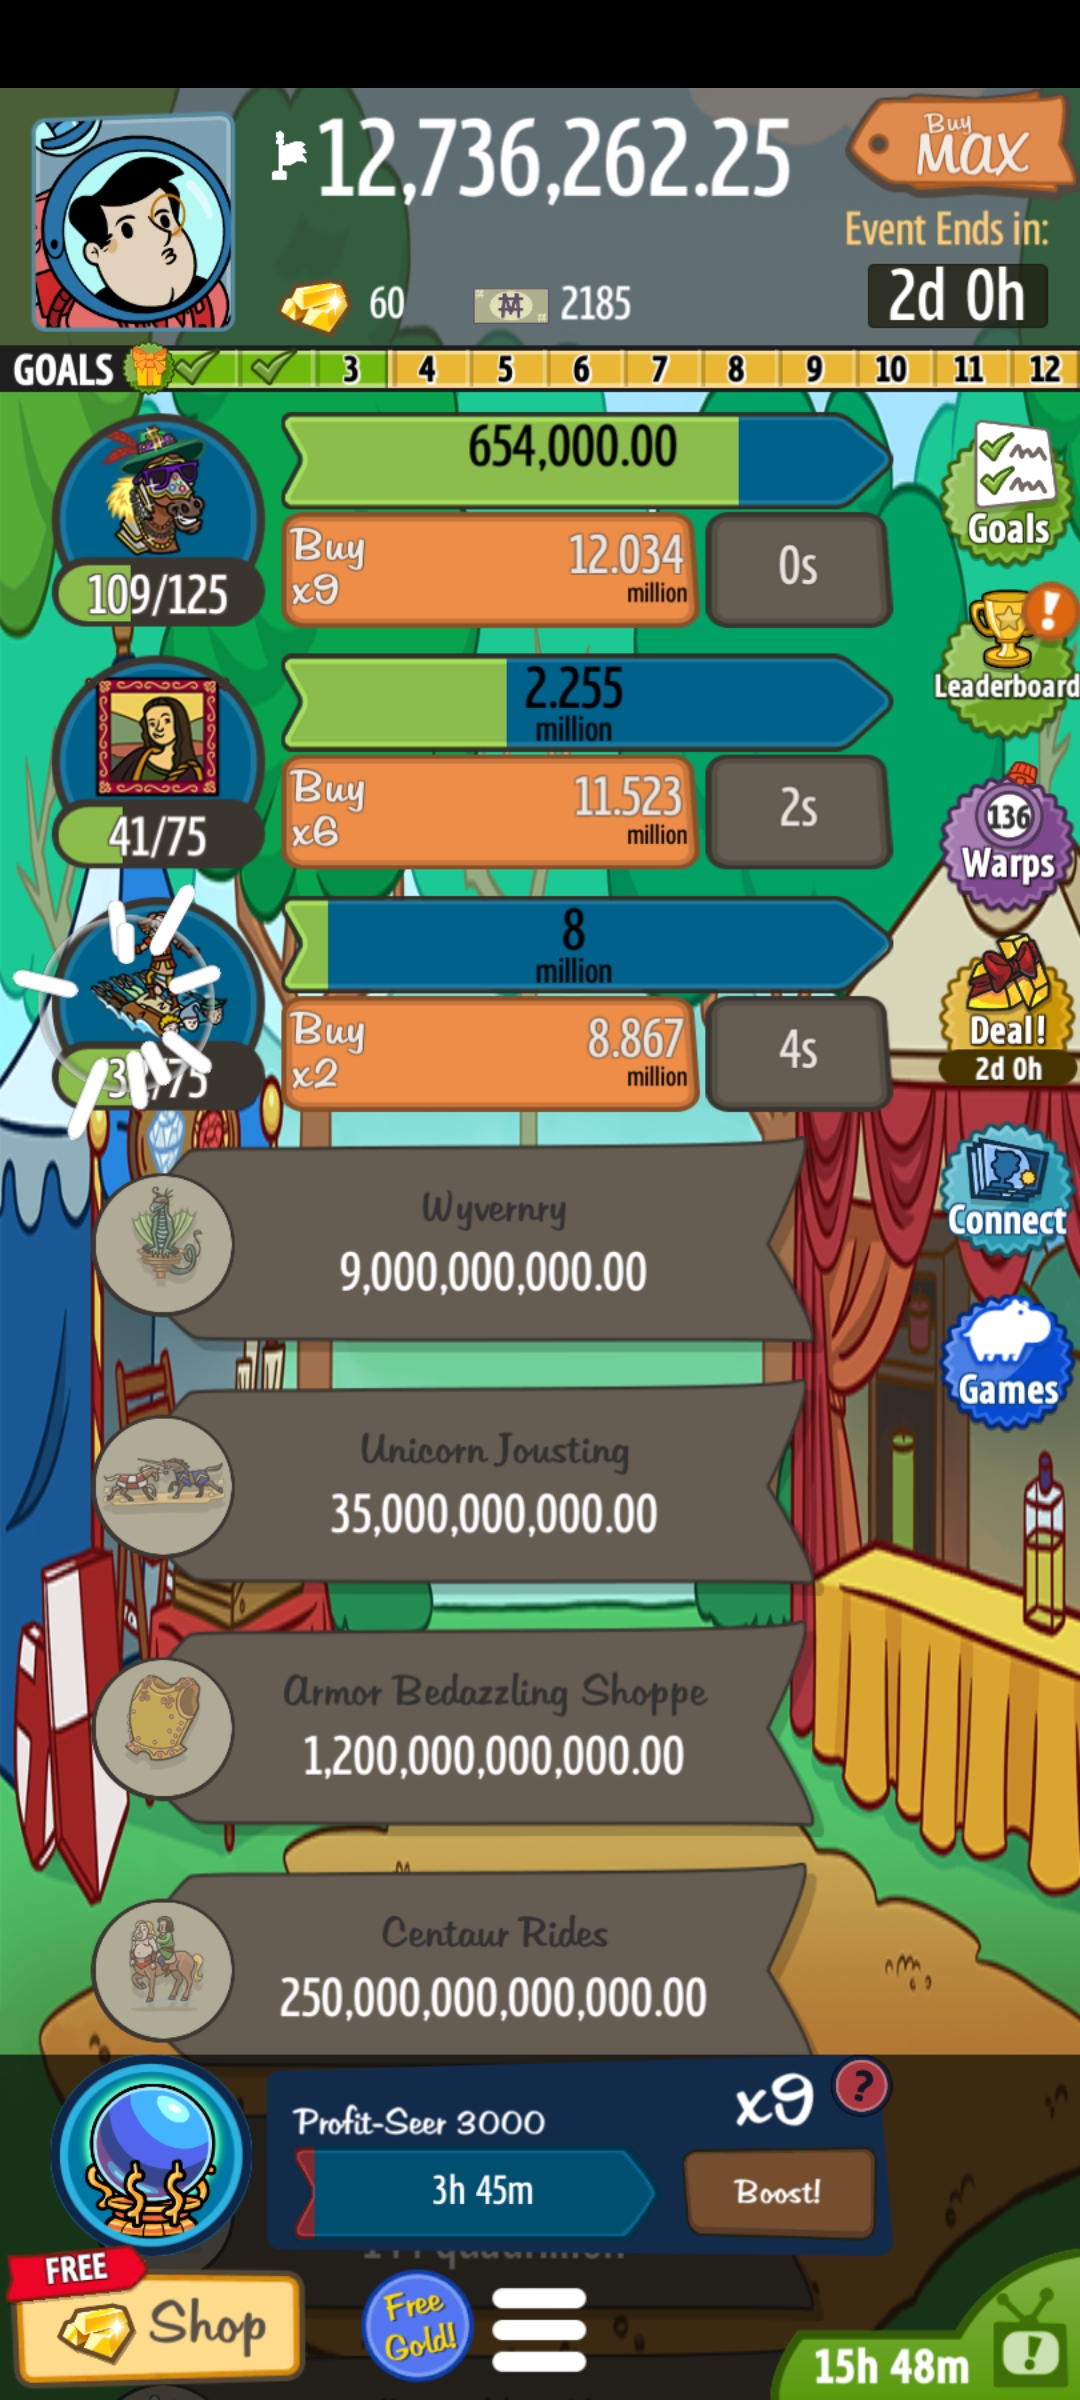 12,736,262.25
Buy
MAX
Event Ends in:
2d 0h
60
2185
GOALS 3 4 5 6 7 8 9 10 11 12
654,000.00
Buy
x9
12.034
million
0s
109/125
Goals
Leaderboard
2.255
million
Buy
x6
11.523
million
2s
41/75
136
Warps
8
million
Buy
x2
8.867
million
4s
/75
Deal!
2d 0h
Wyvernry
9,000,000,000.00
Connect
Games
Unicorn Jousting
35,000,000,000.00
Armor Bedazzling Shoppe
1,200,000,000,000.00
Centaur Rides
250,000,000,000,000.00
Profit-Seer 3000
x9
?
3h 45m
Boost!
FREE
Shop
Free
Gold!
15h 48m